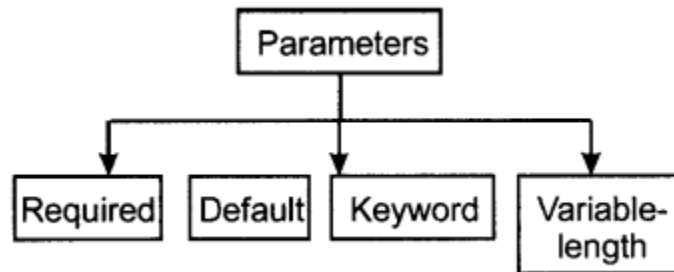 Parameters
Required
Default
Keyword
Variable-
length